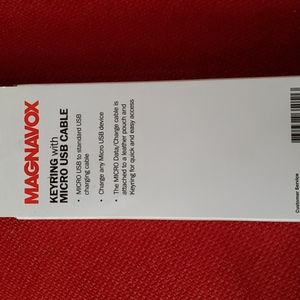 MAGNAVOX
KEYRING with
MICRO USB CABLE
• MICRO USB to standard USB
charging cable
• Charge any Micro USB device
• The MICRO Data/Charge cable is
attached to a leather pouch and
Keyring for quick and easy access
Customer Service